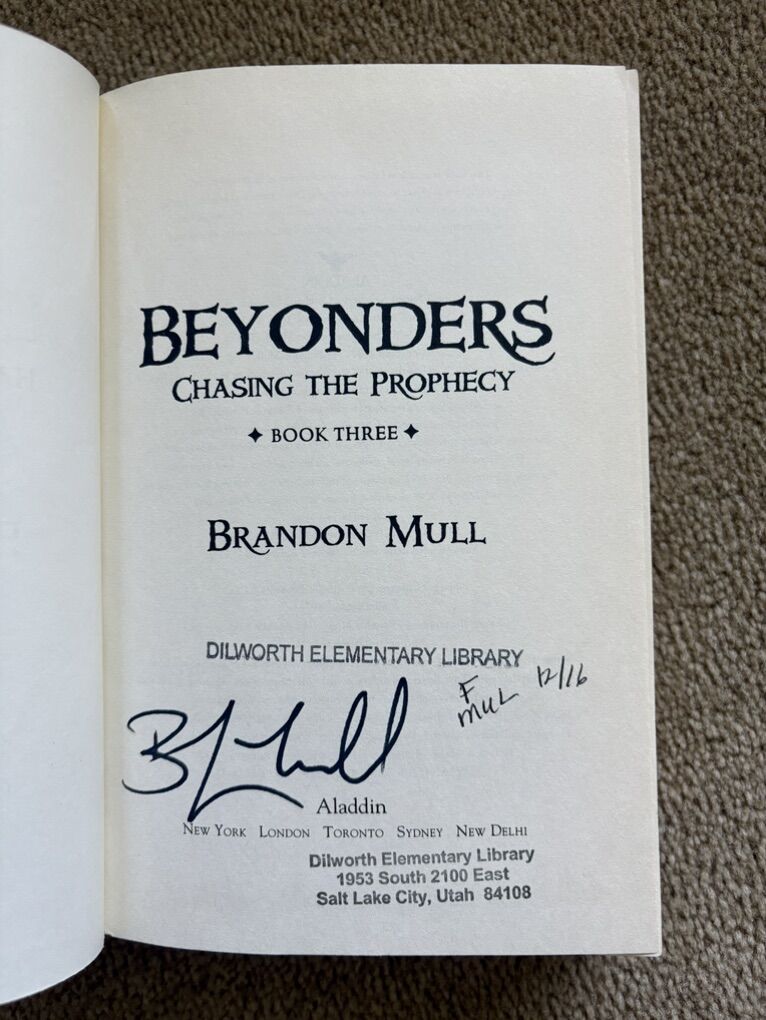 BEYONDERS
CHASING THE PROPHECY
✦ BOOK THREE ✦
BRANDON MULL
DILWORTH ELEMENTARY LIBRARY
F 12/16
MUL
Aladdin
NEW YORK LONDON TORONTO SYDNEY NEW DELHI
Dilworth Elementary Library
1953 South 2100 East
Salt Lake City, Utah 84108